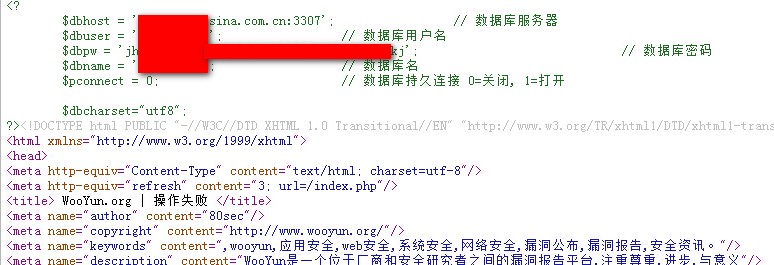 <?
$dbhost = ' sina.com.cn:3307'; // 数据库服务器
$dbuser = ' '; // 数据库用户名
$dbpw = 'jh kj'; // 数据库密码
$dbname = ' '; // 数据库名
$pconnect = 0; // 数据库持久连接 0=关闭, 1=打开
$dbcharset="utf8";
?><!DOCTYPE html PUBLIC "-//W3C//DTD XHTML 1.0 Transitional//EN" "http://www.w3.org/TR/xhtml1/DTD/xhtml1-trans
<html xmlns="http://www.w3.org/1999/xhtml">
<head>
<meta http-equiv="Content-Type" content="text/html; charset=utf-8"/>
<meta http-equiv="refresh" content="3; url=/index.php"/>
<title> WooYun.org | 操作失败 </title>
<meta name="author" content="80sec"/>
<meta name="copyright" content="http://www.wooyun.org/"/>
<meta name="keywords" content=",wooyun,应用安全,web安全,系统安全,网络安全,漏洞公布,漏洞报告,安全资讯。"/>
<meta name="description" content="WooYun是一个位于厂商和安全研究者之间的漏洞报告平台,注重尊重,进步,与意义"/>